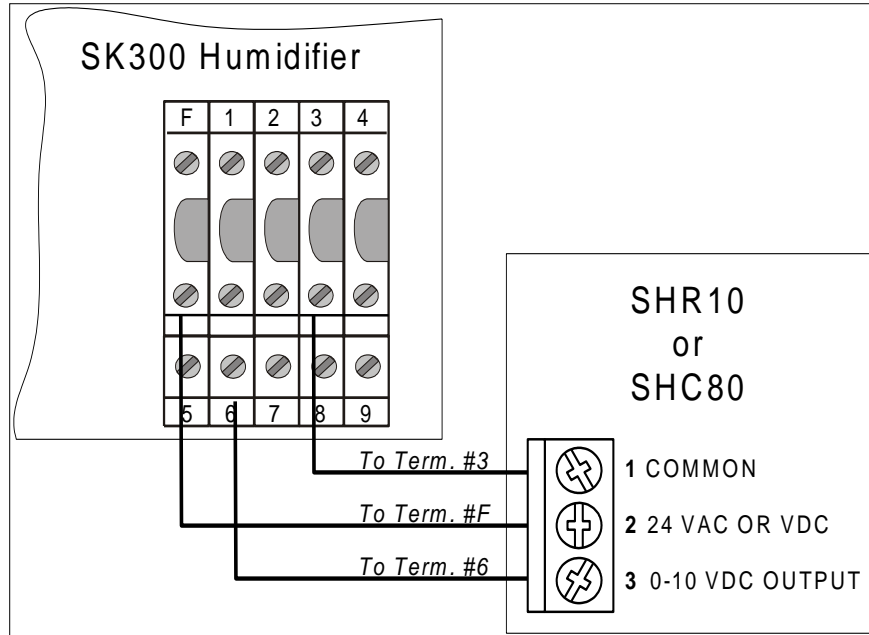 SK300 Humidifier
F 1 2 3 4
5 6 7 8 9
SHR10
or
SHC80
To Term. #3
1 COMMON
To Term. #F
2 24 VAC OR VDC
To Term. #6
3 0-10 VDC OUTPUT